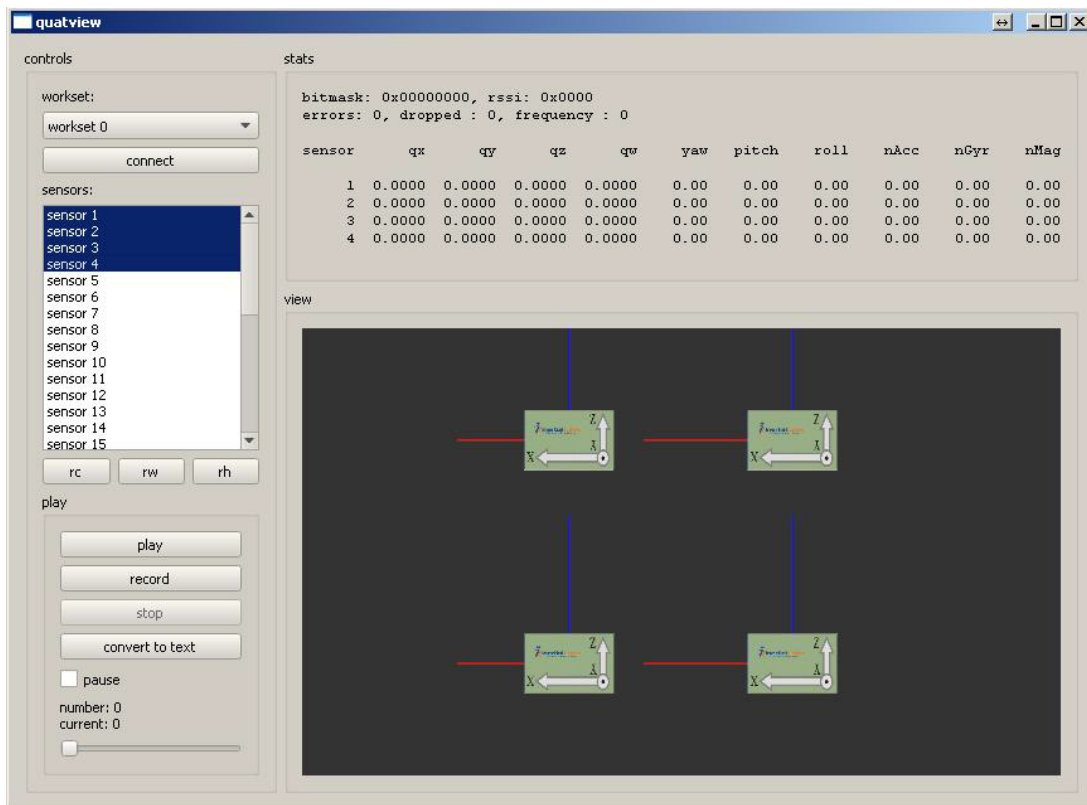 quatview
controls
workset:
workset 0
connect
sensors:
sensor 1
sensor 2
sensor 3
sensor 4
sensor 5
sensor 6
sensor 7
sensor 8
sensor 9
sensor 10
sensor 11
sensor 12
sensor 13
sensor 14
sensor 15
rc rw rh
play
play
record
stop
convert to text
pause
number: 0
current: 0
stats
bitmask: 0x00000000, rssi: 0x0000
errors: 0, dropped : 0, frequency : 0
sensor qx qy qz qw yaw pitch roll nAcc nGyr nMag
1 0.0000 0.0000 0.0000 0.0000 0.00 0.00 0.00 0.00 0.00 0.00
2 0.0000 0.0000 0.0000 0.0000 0.00 0.00 0.00 0.00 0.00 0.00
3 0.0000 0.0000 0.0000 0.0000 0.00 0.00 0.00 0.00 0.00 0.00
4 0.0000 0.0000 0.0000 0.0000 0.00 0.00 0.00 0.00 0.00 0.00
view
Z Z
X X
Z Z
X X